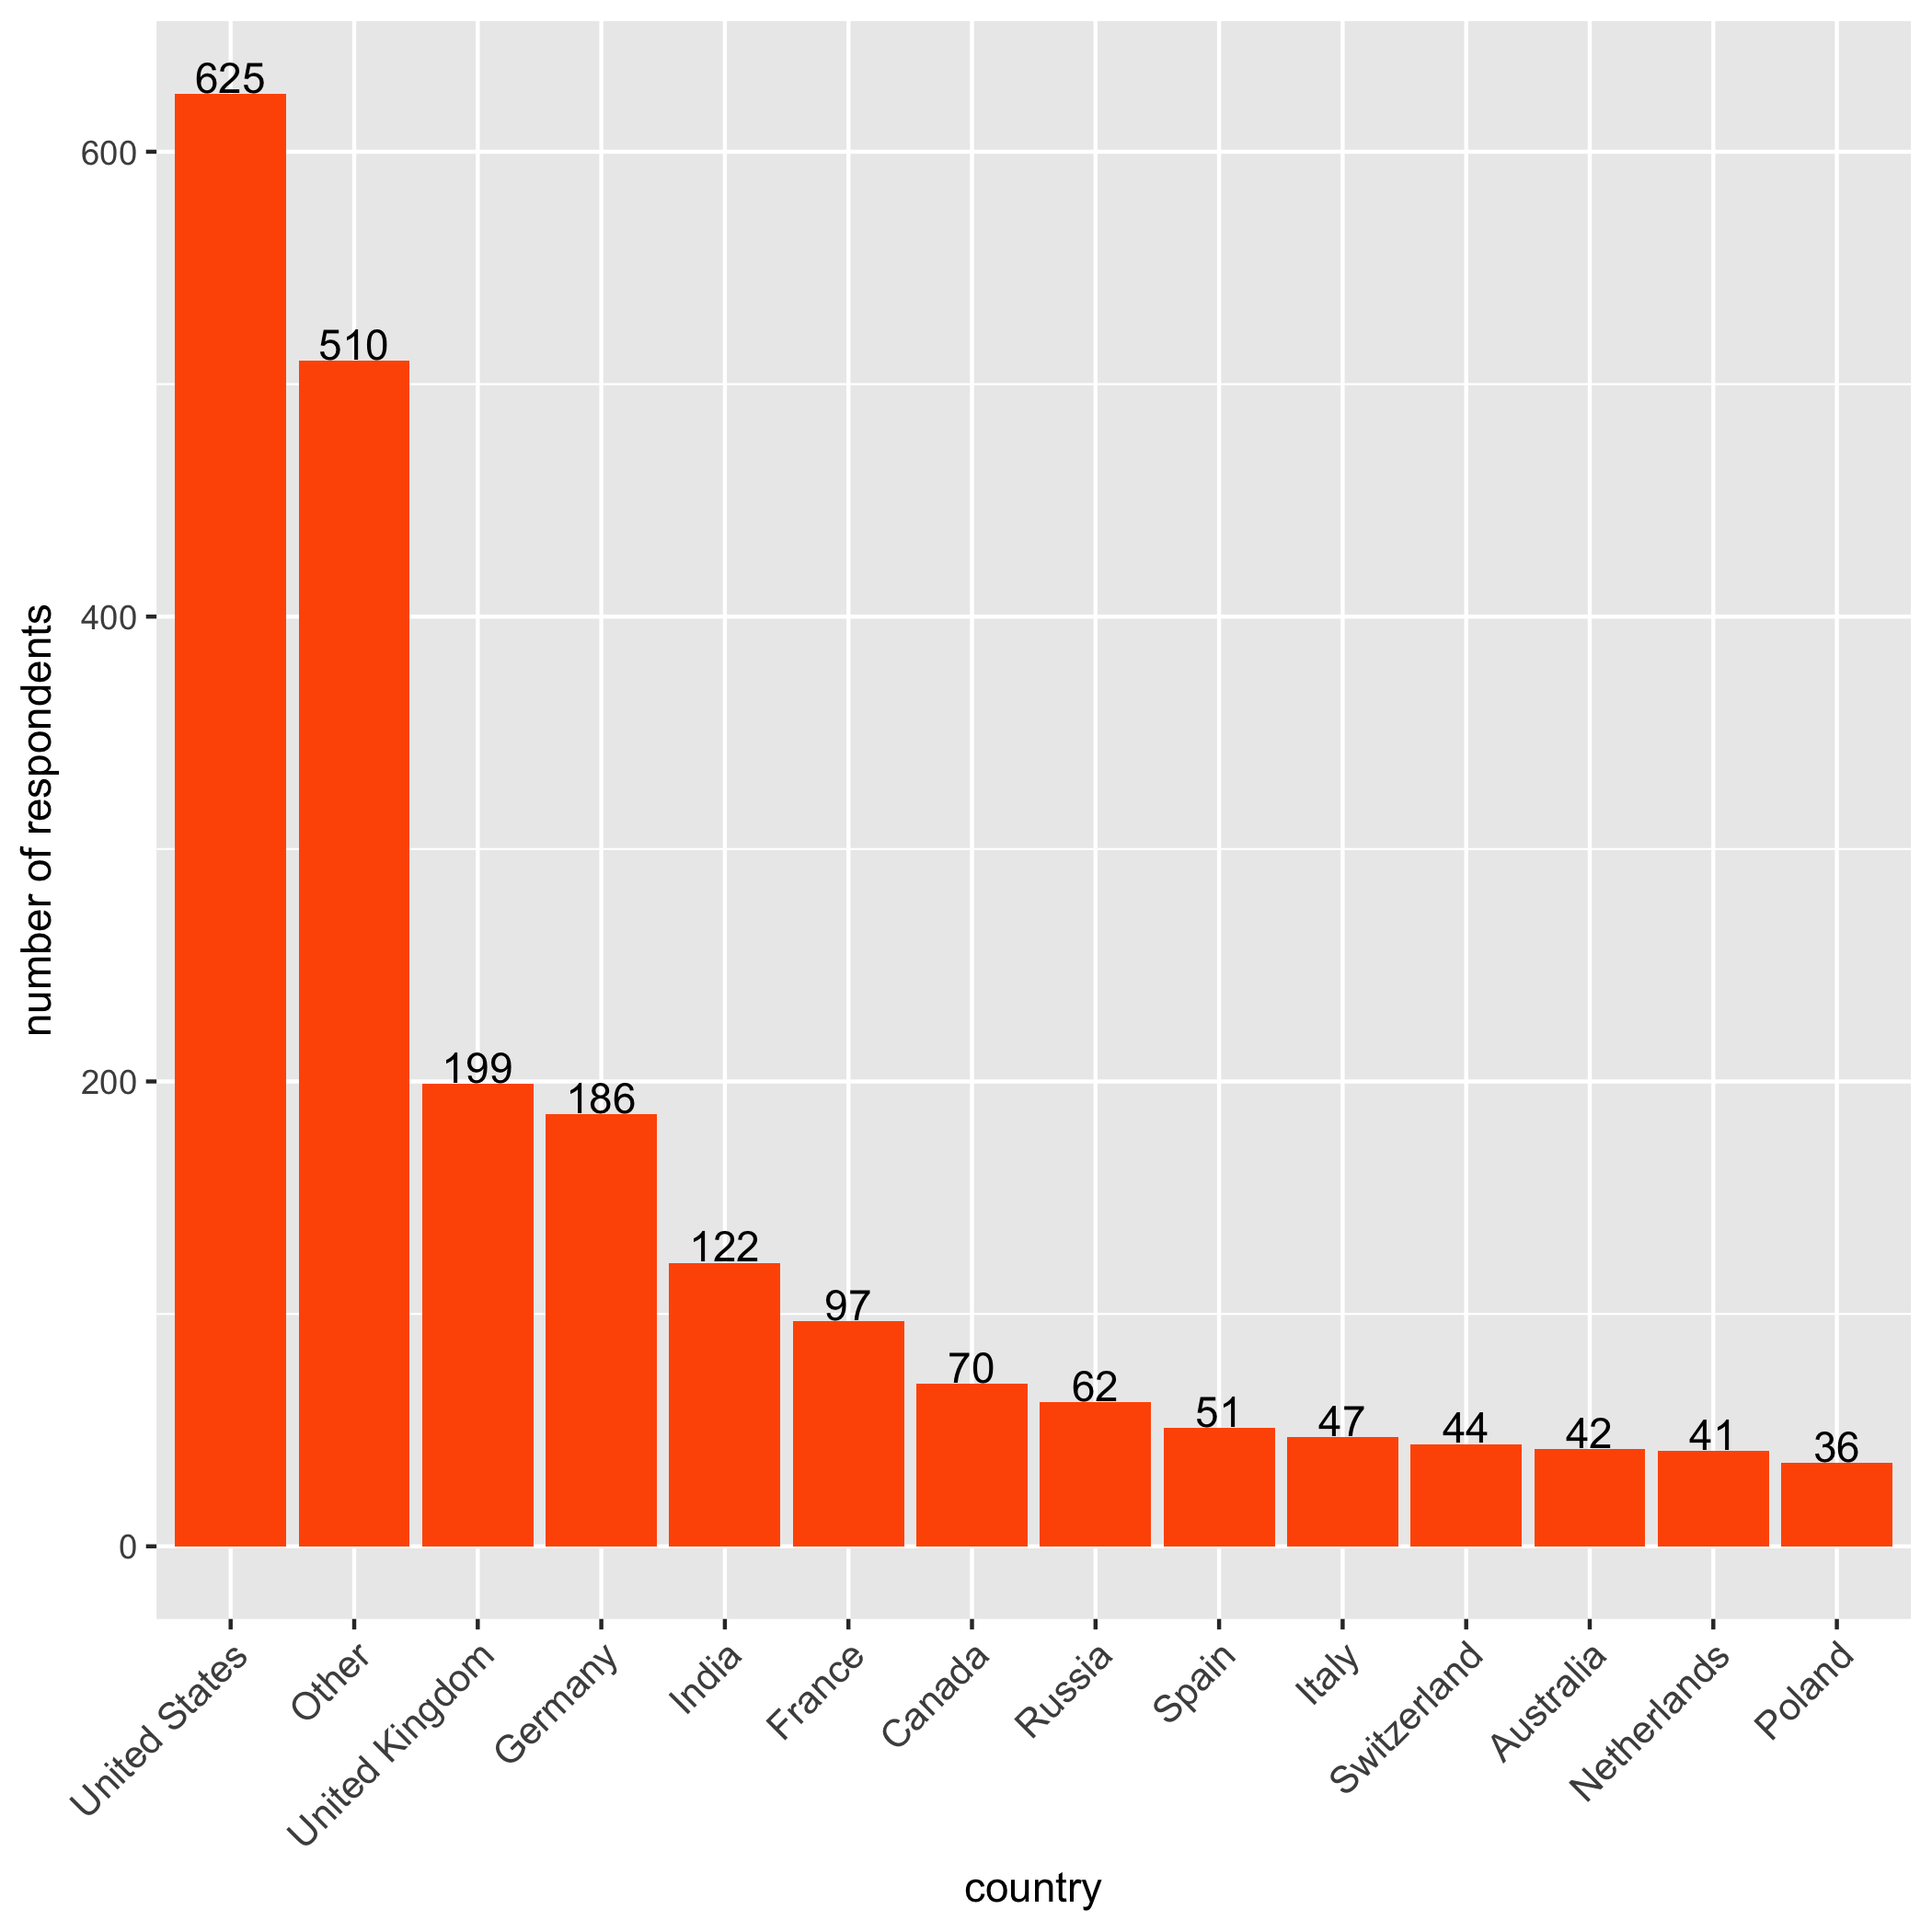 625
600
510
400
number of respondents
199
200
186
122
97
70
62
51
47
44
42
41
36
0
United States
Other
United Kingdom
Germany
India
France
Canada
Russia
Spain
Italy
Switzerland
Australia
Netherlands
Poland
country